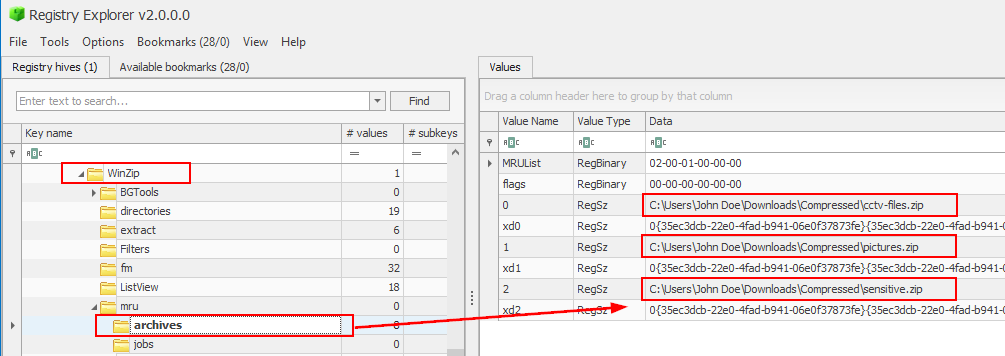 Registry Explorer v2.0.0.0
File Tools Options Bookmarks (28/0) View Help
Registry hives (1) Available bookmarks (28/0)
Enter text to search... Find
Key name # values # subkeys
ABC = =
WinZip 1
BGTools 0
directories 19
extract 6
Filters 0
fm 32
ListView 18
mru 0
archives 8
jobs 0
Values
Drag a column header here to group by that column
Value Name Value Type Data
ABC ABC ABC
MRUList RegBinary 02-00-01-00-00-00
flags RegBinary 00-00-00-00-00-00
0 RegSz C:\Users\John Doe\Downloads\Compressed\cctv-files.zip
xd0 RegSz 0{35ec3dcb-22e0-4fad-b941-06e0f37873fe}{35ec3dcb-22e0-4fad-b941-06e0f
1 RegSz C:\Users\John Doe\Downloads\Compressed\pictures.zip
xd1 RegSz 0{35ec3dcb-22e0-4fad-b941-06e0f37873fe}{35ec3dcb-22e0-4fad-b941-06e0f
2 RegSz C:\Users\John Doe\Downloads\Compressed\sensitive.zip
xd2 RegSz 0{35ec3dcb-22e0-4fad-b941-06e0f37873fe}{35ec3dcb-22e0-4fad-b941-06e0f